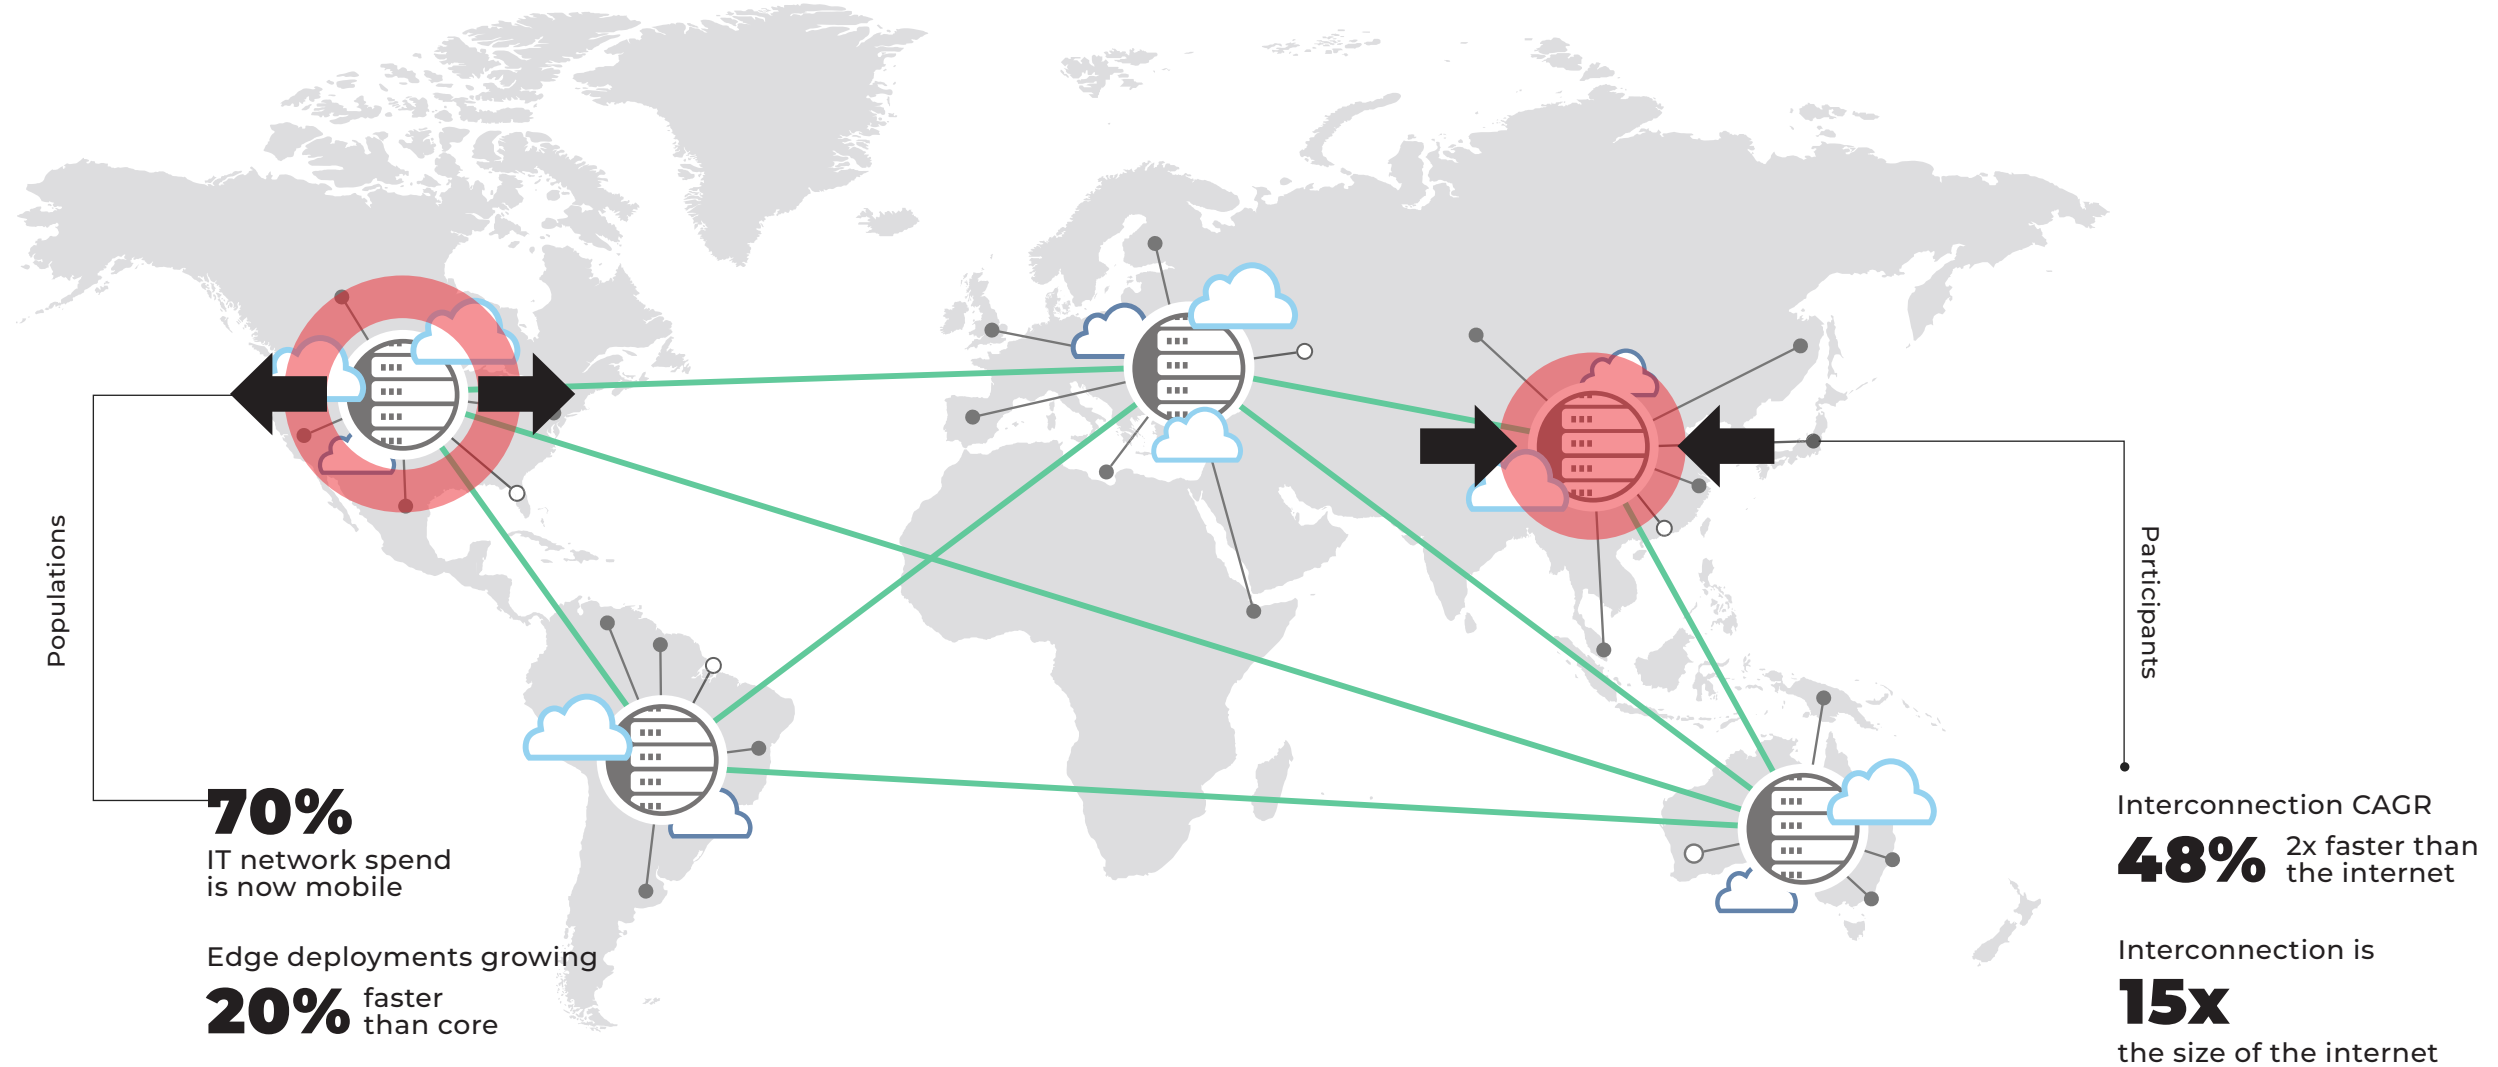 Populations
70%
IT network spend
is now mobile
Edge deployments growing
20% faster
than core
Participants
Interconnection CAGR
48% 2x faster than
the internet
Interconnection is
15x
the size of the internet